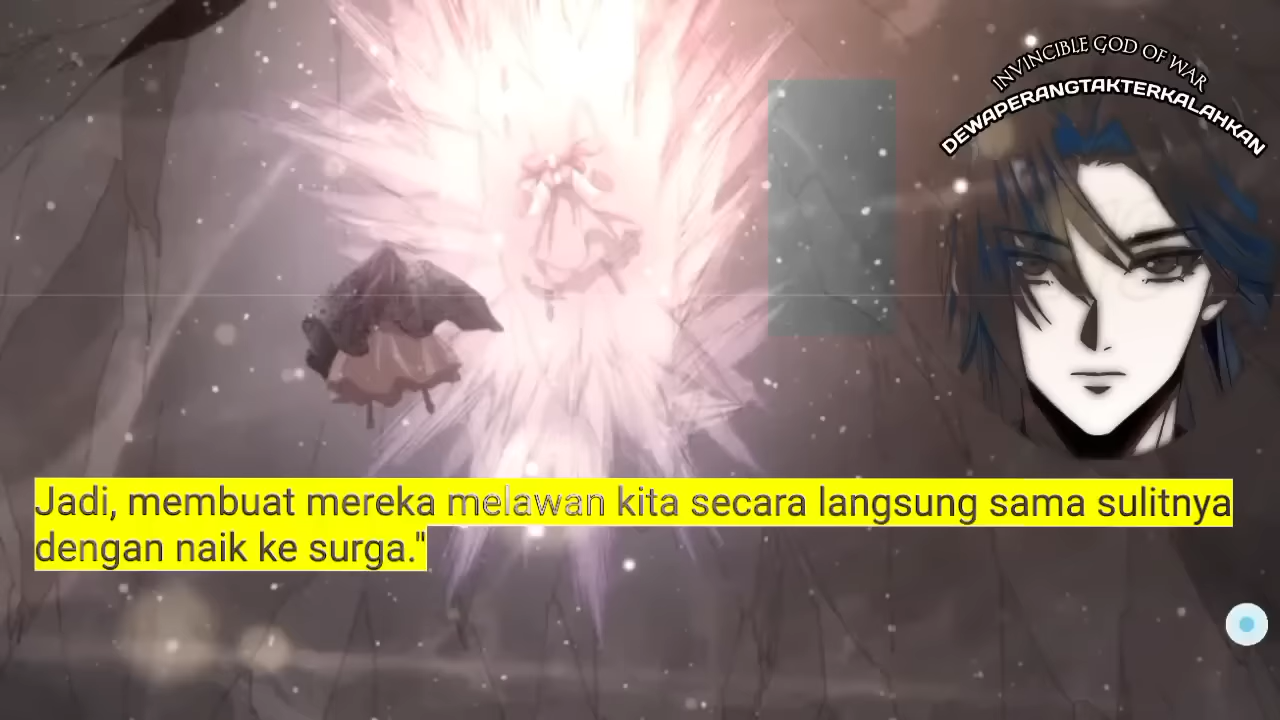 INVINCIBLE GOD OF WAR
DEWAPERANGTAKTERKALAHKAN
Jadi, membuat mereka melawan kita secara langsung sama sulitnya
dengan naik ke surga."